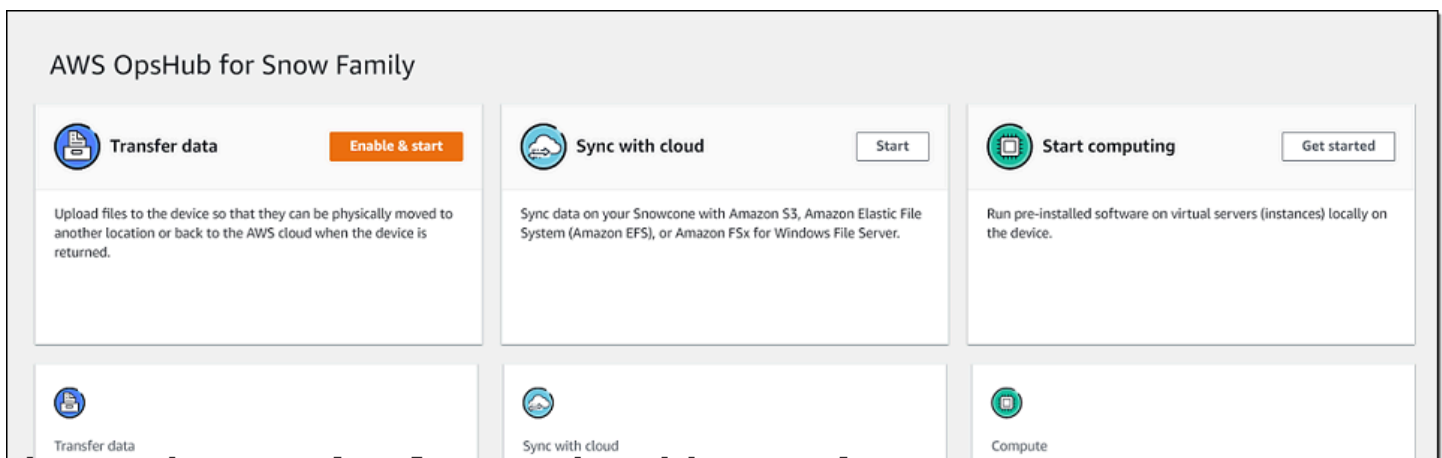 AWS OpsHub for Snow Family
Transfer data
Enable & start
Upload files to the device so that they can be physically moved to
another location or back to the AWS cloud when the device is
returned.
Sync with cloud
Start
Sync data on your Snowcone with Amazon S3, Amazon Elastic File
System (Amazon EFS), or Amazon FSx for Windows File Server.
Start computing
Get started
Run pre-installed software on virtual servers (instances) locally on
the device.
Transfer data
Sync with cloud
Compute